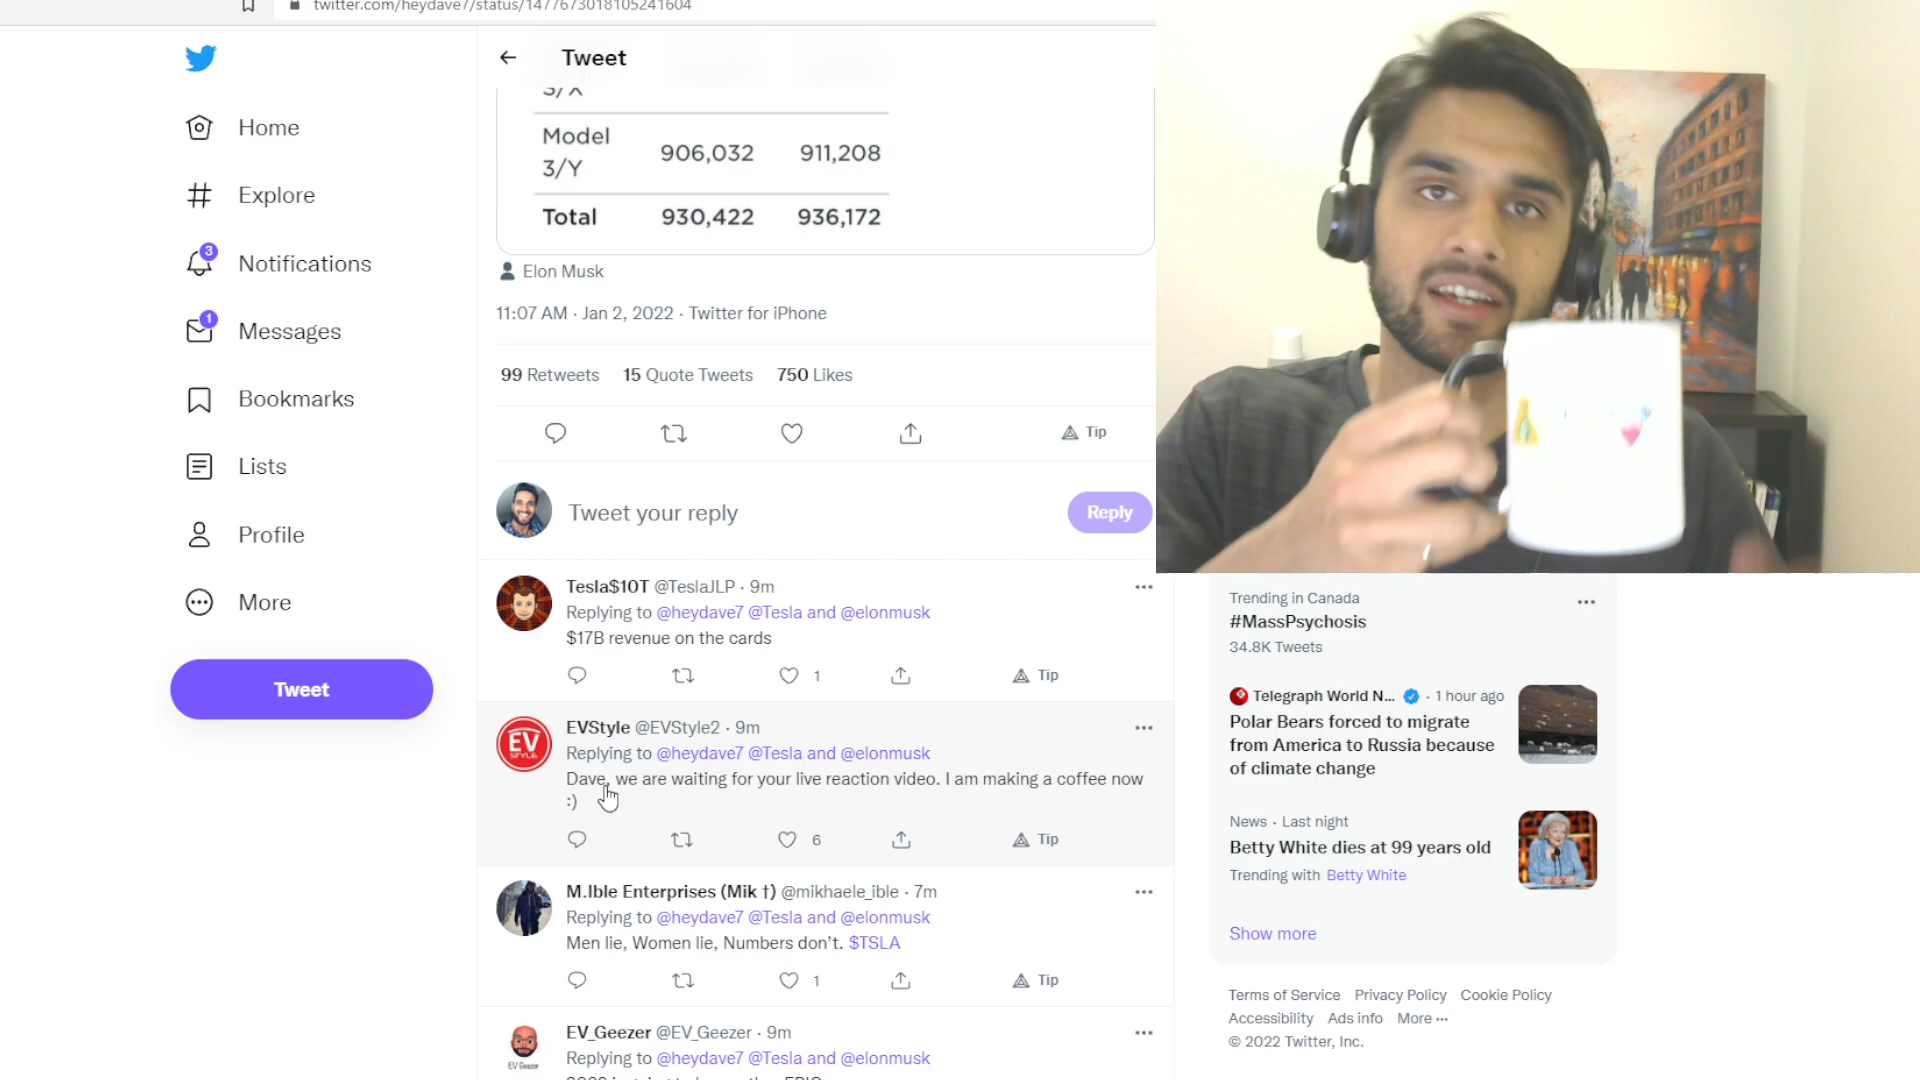 twitter.com/heydave7/status/1477673018105241604
Tweet
Home
Explore
3
Notifications
1
Messages
Bookmarks
Lists
Profile
More
Tweet
S/X
Model 3/Y 906,032 911,208
Total 930,422 936,172
Elon Musk
11:07 AM · Jan 2, 2022 · Twitter for iPhone
99 Retweets 15 Quote Tweets 750 Likes
Tip
Tweet your reply
Reply
Tesla$10T @TeslaJLP · 9m
Replying to @heydave7 @Tesla and @elonmusk
$17B revenue on the cards
1
Tip
EV STYLE
EVStyle @EVStyle2 · 9m
Replying to @heydave7 @Tesla and @elonmusk
Dave, we are waiting for your live reaction video. I am making a coffee now
:)
6
Tip
M.Ible Enterprises (Mik †) @mikhaele_ible · 7m
Replying to @heydave7 @Tesla and @elonmusk
Men lie, Women lie, Numbers don't. $TSLA
1
Tip
EV Geezer
EV_Geezer @EV_Geezer · 9m
Replying to @heydave7 @Tesla and @elonmusk
Trending in Canada
#MassPsychosis
34.8K Tweets
Telegraph World N... · 1 hour ago
Polar Bears forced to migrate
from America to Russia because
of climate change
News · Last night
Betty White dies at 99 years old
Trending with Betty White
Show more
Terms of Service Privacy Policy Cookie Policy
Accessibility Ads info More ···
© 2022 Twitter, Inc.